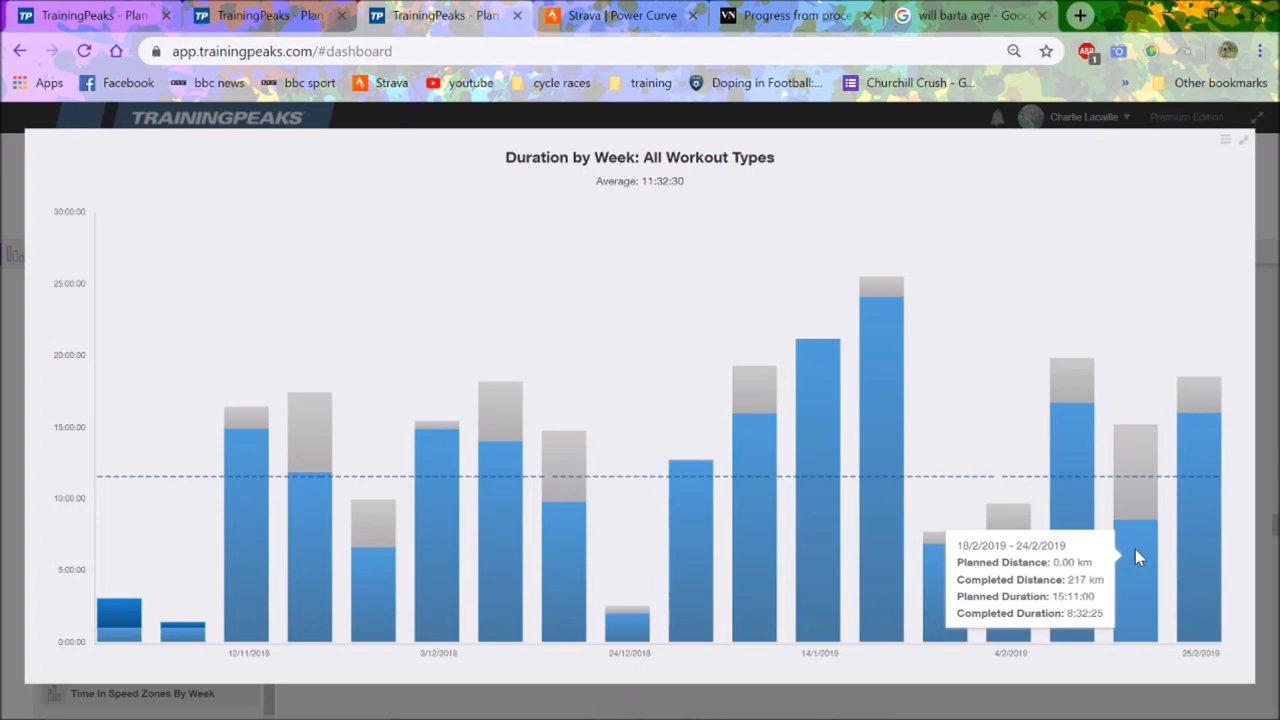 TrainingPeaks - Plan
TrainingPeaks - Plan
TrainingPeaks - Plan
Strava | Power Curve
Progress from proce
will barta age - Goo
app.trainingpeaks.com/#dashboard
Apps
Facebook
bbc news
bbc sport
Strava
youtube
cycle races
training
Doping in Football:...
Churchill Crush - G...
Other bookmarks
TRAININGPEAKS
Charlie Lacaille
Premium Edition
Duration by Week: All Workout Types
Average: 11:32:30
30:00:00
25:00:00
20:00:00
15:00:00
10:00:00
5:00:00
0:00:00
18/2/2019 - 24/2/2019
Planned Distance: 0.00 km
Completed Distance: 217 km
Planned Duration: 15:11:00
Completed Duration: 8:32:25
12/11/2018
3/12/2018
24/12/2018
14/1/2019
4/2/2019
25/2/2019
Time In Speed Zones By Week